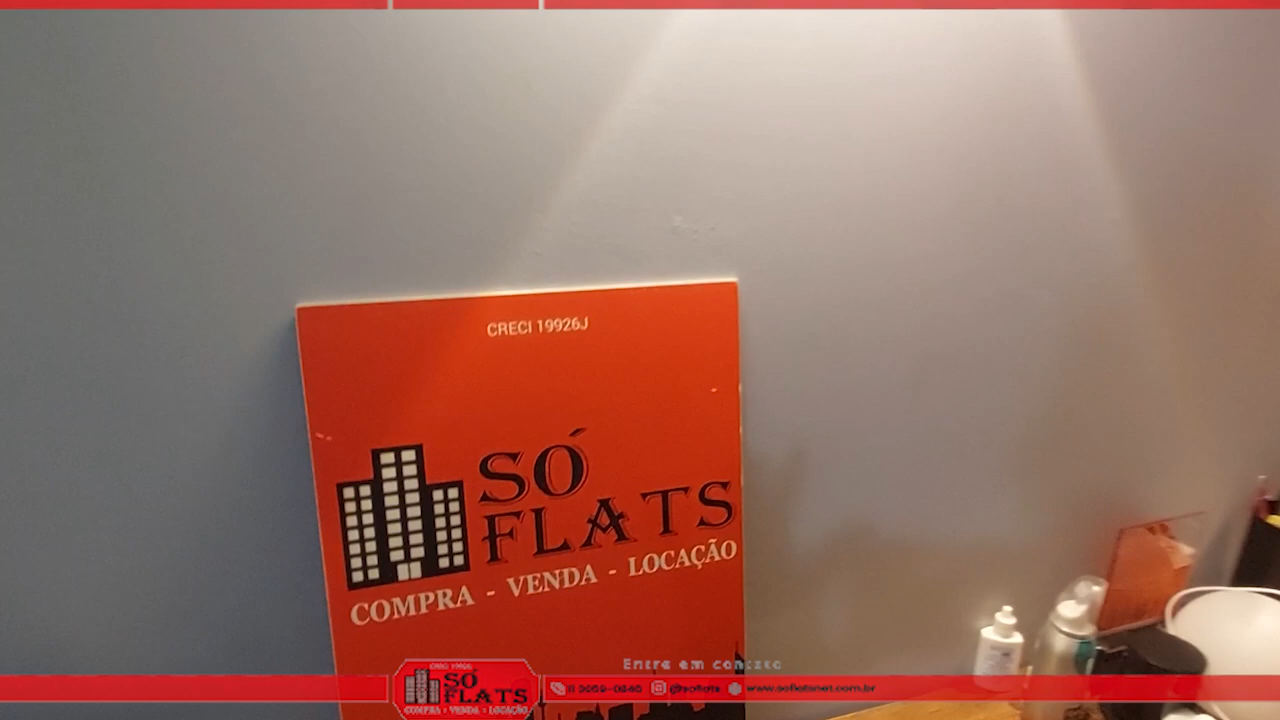 CRECI 19926J
SÓ
FLATS
COMPRA - VENDA - LOCAÇÃO
Entre em contato
SÓ
FLATS
COMPRA - VENDA - LOCAÇÃO
@soflats
www.soflatsnet.com.br